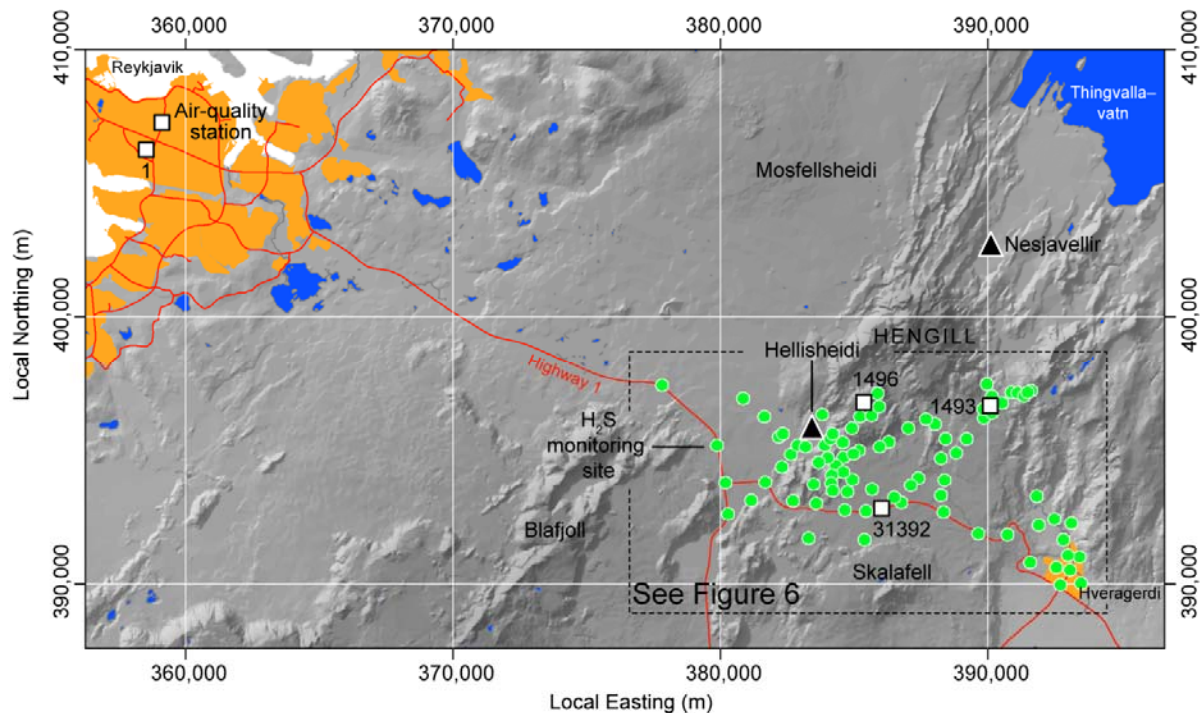 360,000
370,000
380,000
390,000
410,000
410,000
Reykjavik
Air-quality
station
1
Thingvalla–
vatn
Mosfellsheidi
Nesjavellir
400,000
400,000
HENGILL
Hellisheidi
Highway 1
1496
1493
H2S
monitoring
site
31392
Blafjoll
Skalafell
390,000
390,000
See Figure 6
Hveragerdi
360,000
370,000
380,000
390,000
Local Easting (m)
Local Northing (m)